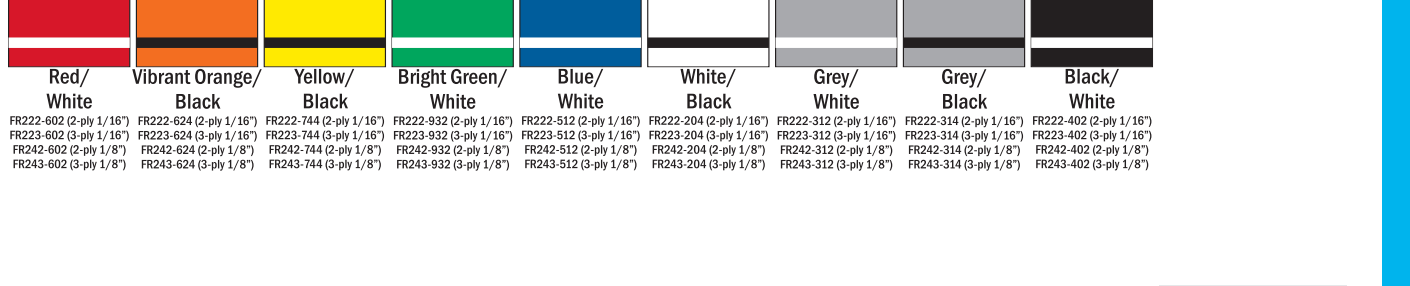 Red/
White
FR222-602 (2-ply 1/16”)
FR223-602 (3-ply 1/16”)
FR242-602 (2-ply 1/8”)
FR243-602 (3-ply 1/8”)
Vibrant Orange/
Black
FR222-624 (2-ply 1/16”)
FR223-624 (3-ply 1/16”)
FR242-624 (2-ply 1/8”)
FR243-624 (3-ply 1/8”)
Yellow/
Black
FR222-744 (2-ply 1/16”)
FR223-744 (3-ply 1/16”)
FR242-744 (2-ply 1/8”)
FR243-744 (3-ply 1/8”)
Bright Green/
White
FR222-932 (2-ply 1/16”)
FR223-932 (3-ply 1/16”)
FR242-932 (2-ply 1/8”)
FR243-932 (3-ply 1/8”)
Blue/
White
FR222-512 (2-ply 1/16”)
FR223-512 (3-ply 1/16”)
FR242-512 (2-ply 1/8”)
FR243-512 (3-ply 1/8”)
White/
Black
FR222-204 (2-ply 1/16”)
FR223-204 (3-ply 1/16”)
FR242-204 (2-ply 1/8”)
FR243-204 (3-ply 1/8”)
Grey/
White
FR222-312 (2-ply 1/16”)
FR223-312 (3-ply 1/16”)
FR242-312 (2-ply 1/8”)
FR243-312 (3-ply 1/8”)
Grey/
Black
FR222-314 (2-ply 1/16”)
FR223-314 (3-ply 1/16”)
FR242-314 (2-ply 1/8”)
FR243-314 (3-ply 1/8”)
Black/
White
FR222-402 (2-ply 1/16”)
FR223-402 (3-ply 1/16”)
FR242-402 (2-ply 1/8”)
FR243-402 (3-ply 1/8”)